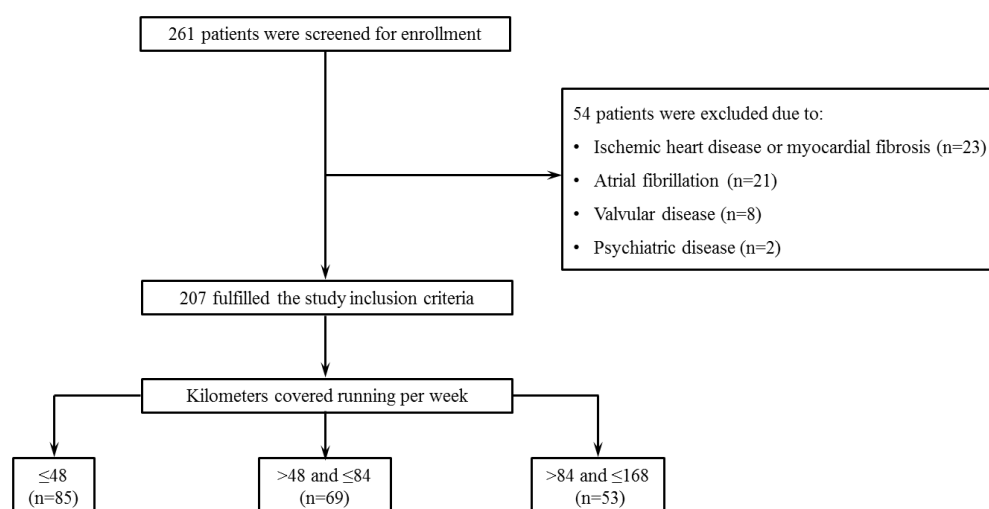 261 patients were screened for enrollment
54 patients were excluded due to:
• Ischemic heart disease or myocardial fibrosis (n=23)
• Atrial fibrillation (n=21)
• Valvular disease (n=8)
• Psychiatric disease (n=2)
207 fulfilled the study inclusion criteria
Kilometers covered running per week
≤48
(n=85)
>48 and ≤84
(n=69)
>84 and ≤168
(n=53)